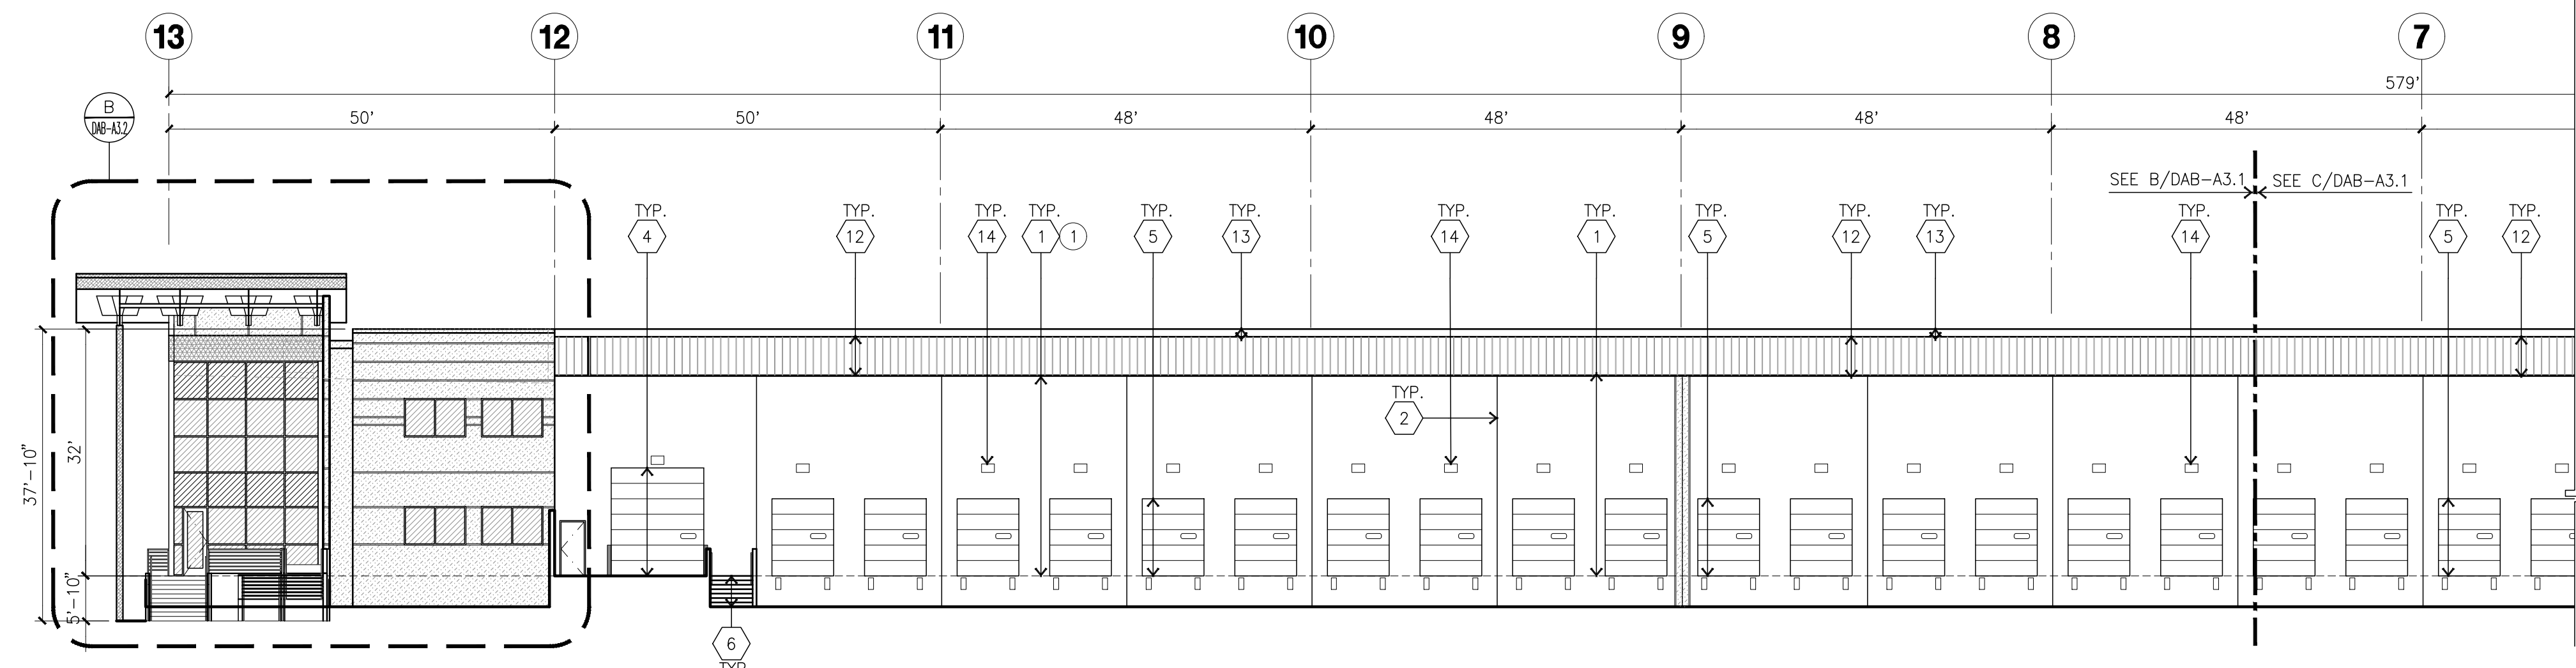 13 12 11 10 9 8 7
579'
B
DAB-A3.2
50' 50' 48' 48' 48' 48'
SEE B/DAB-A3.1 SEE C/DAB-A3.1
TYP. TYP. TYP. TYP. TYP. TYP. TYP. TYP. TYP. TYP. TYP. TYP. TYP. TYP.
4 12 14 1 1 5 13 14 1 5 12 13 14 5 12
TYP.
2
37'-10"
32'
5'-10"
6
TYP.